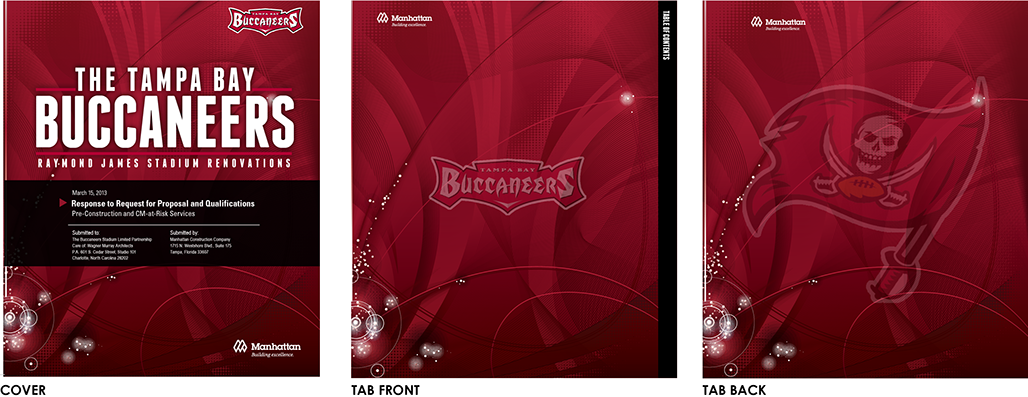 TAMPA BAY
BUCCANEERS
THE TAMPA BAY
BUCCANEERS
RAYMOND JAMES STADIUM RENOVATIONS
March 15, 2013
Response to Request for Proposal and Qualifications
Pre-Construction and CM-at-Risk Services
Submitted to:
The Buccaneers Stadium Limited Partnership
Care of: Wagner Murray Architects
P.A. 601 S. Cedar Street, Studio 101
Charlotte, North Carolina 28202
Submitted by:
Manhattan Construction Company
1715 N. Westshore Blvd., Suite 175
Tampa, Florida 33607
Manhattan
Building excellence.
COVER
Manhattan
Building excellence.
TABLE OF CONTENTS
TAMPA BAY
BUCCANEERS
TAB FRONT
Manhattan
Building excellence.
TAB BACK